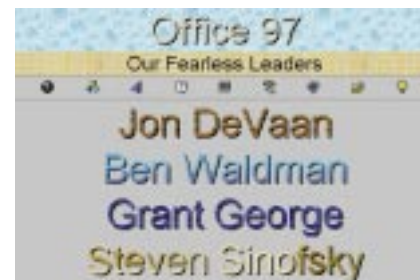 Office 97
Our Fearless Leaders
Jon DeVaan
Ben Waldman
Grant George
Steven Sinofsky